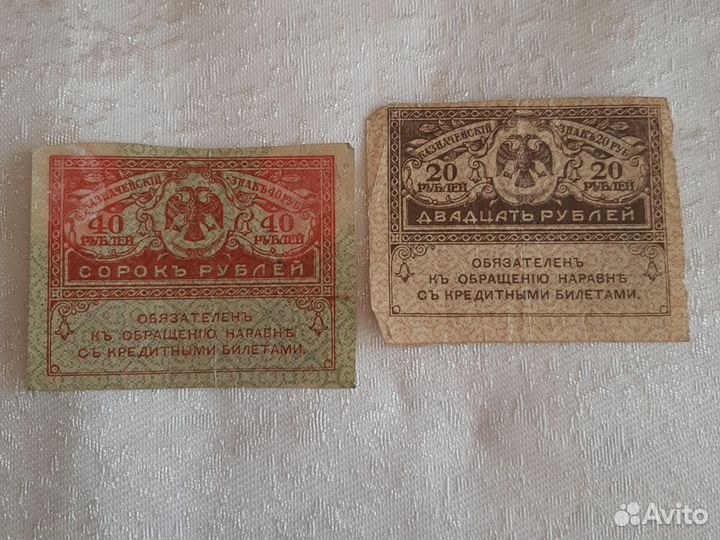 КАЗНАЧЕЙСКІЙ ЗНАКЪ 40 РУБ.
40 40
РУБЛЕЙ РУБЛЕЙ
СОРОКЪ РУБЛЕЙ
ОБЯЗАТЕЛЕНЪ
КЪ ОБРАЩЕНІЮ НАРАВНѢ
СЪ КРЕДИТНЫМИ БИЛЕТАМИ.
КАЗНАЧЕЙСКІЙ ЗНАКЪ 20 РУБ.
20 20
РУБЛЕЙ РУБЛЕЙ
ДВАДЦАТЬ РУБЛЕЙ
ОБЯЗАТЕЛЕНЪ
КЪ ОБРАЩЕНІЮ НАРАВНѢ
СЪ КРЕДИТНЫМИ БИЛЕТАМИ.
Avito